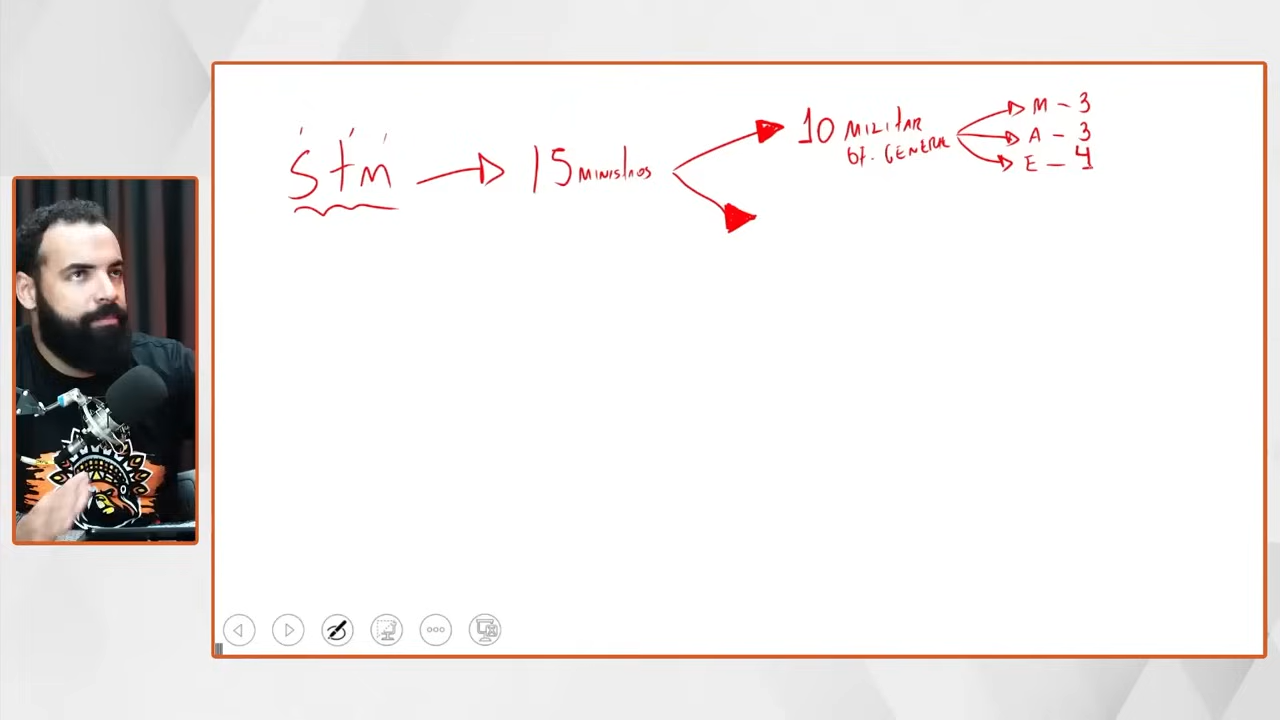 STM
15 MINISTROS
10 MILITAR
Of. GENERAL
M - 3
A - 3
E - 4